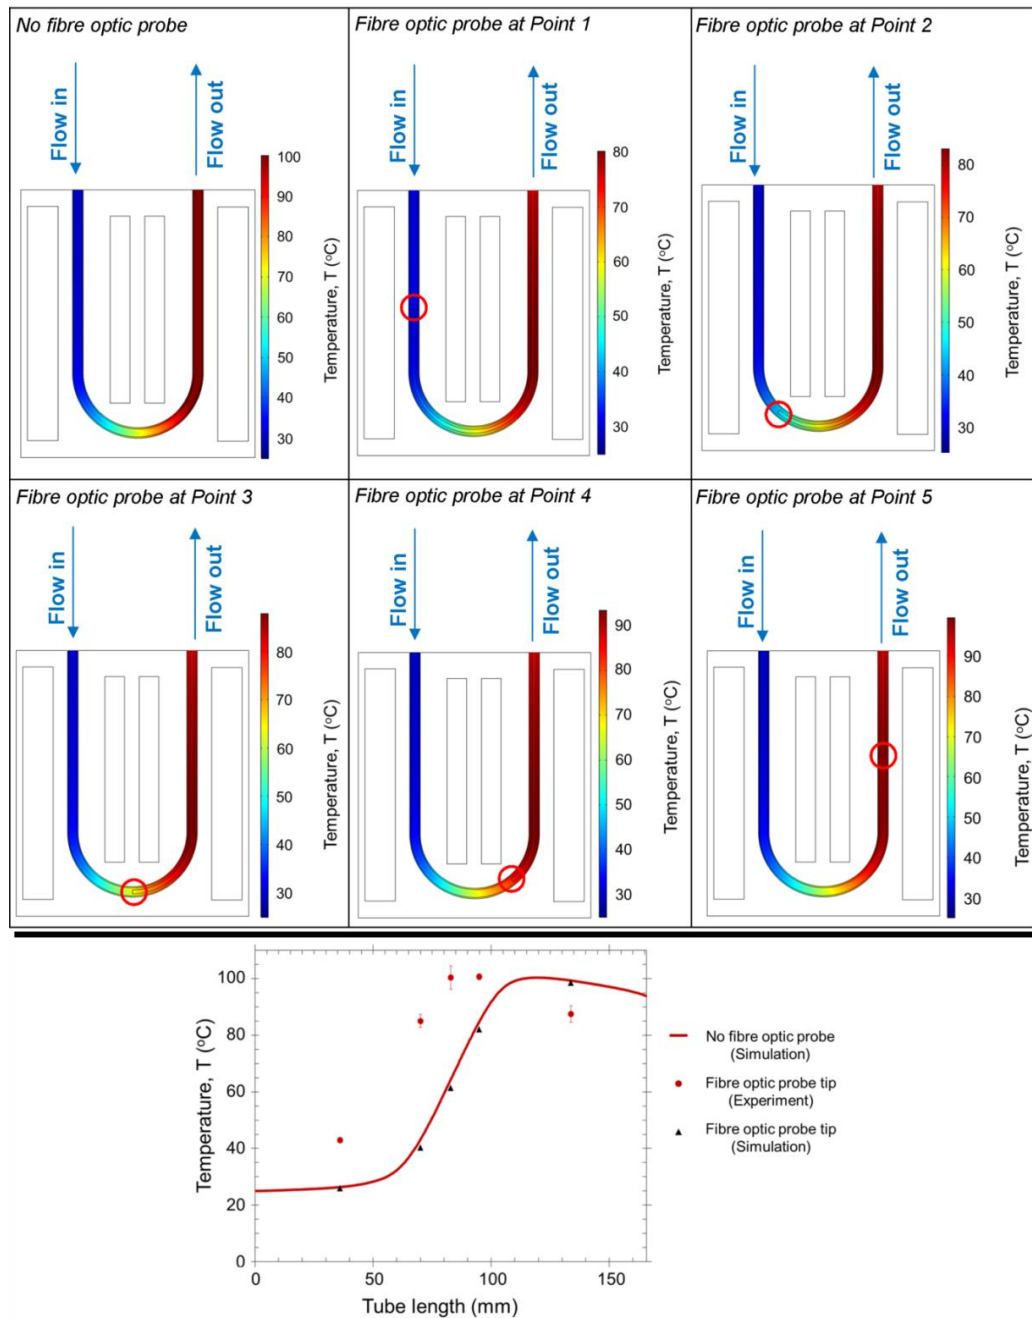 No fibre optic probe
Flow in
Flow out
100
90
80
70
60
50
40
30
Temperature, T (°C)
Fibre optic probe at Point 1
Flow in
Flow out
80
70
60
50
40
30
Temperature, T (°C)
Fibre optic probe at Point 2
Flow in
Flow out
80
70
60
50
40
30
Temperature, T (°C)
Fibre optic probe at Point 3
Flow in
Flow out
80
70
60
50
40
30
Temperature, T (°C)
Fibre optic probe at Point 4
Flow in
Flow out
90
80
70
60
50
40
30
Temperature, T (°C)
Fibre optic probe at Point 5
Flow in
Flow out
90
80
70
60
50
40
30
Temperature, T (°C)
Temperature, T (°C)
100
80
60
40
20
0
0
50
100
150
Tube length (mm)
No fibre optic probe
(Simulation)
Fibre optic probe tip
(Experiment)
Fibre optic probe tip
(Simulation)